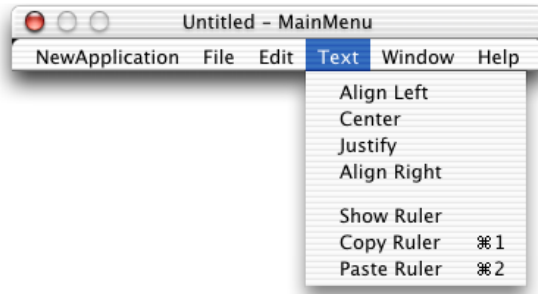 Untitled – MainMenu
NewApplication File Edit Text Window Help
Align Left
Center
Justify
Align Right
Show Ruler
Copy Ruler ⌘1
Paste Ruler ⌘2